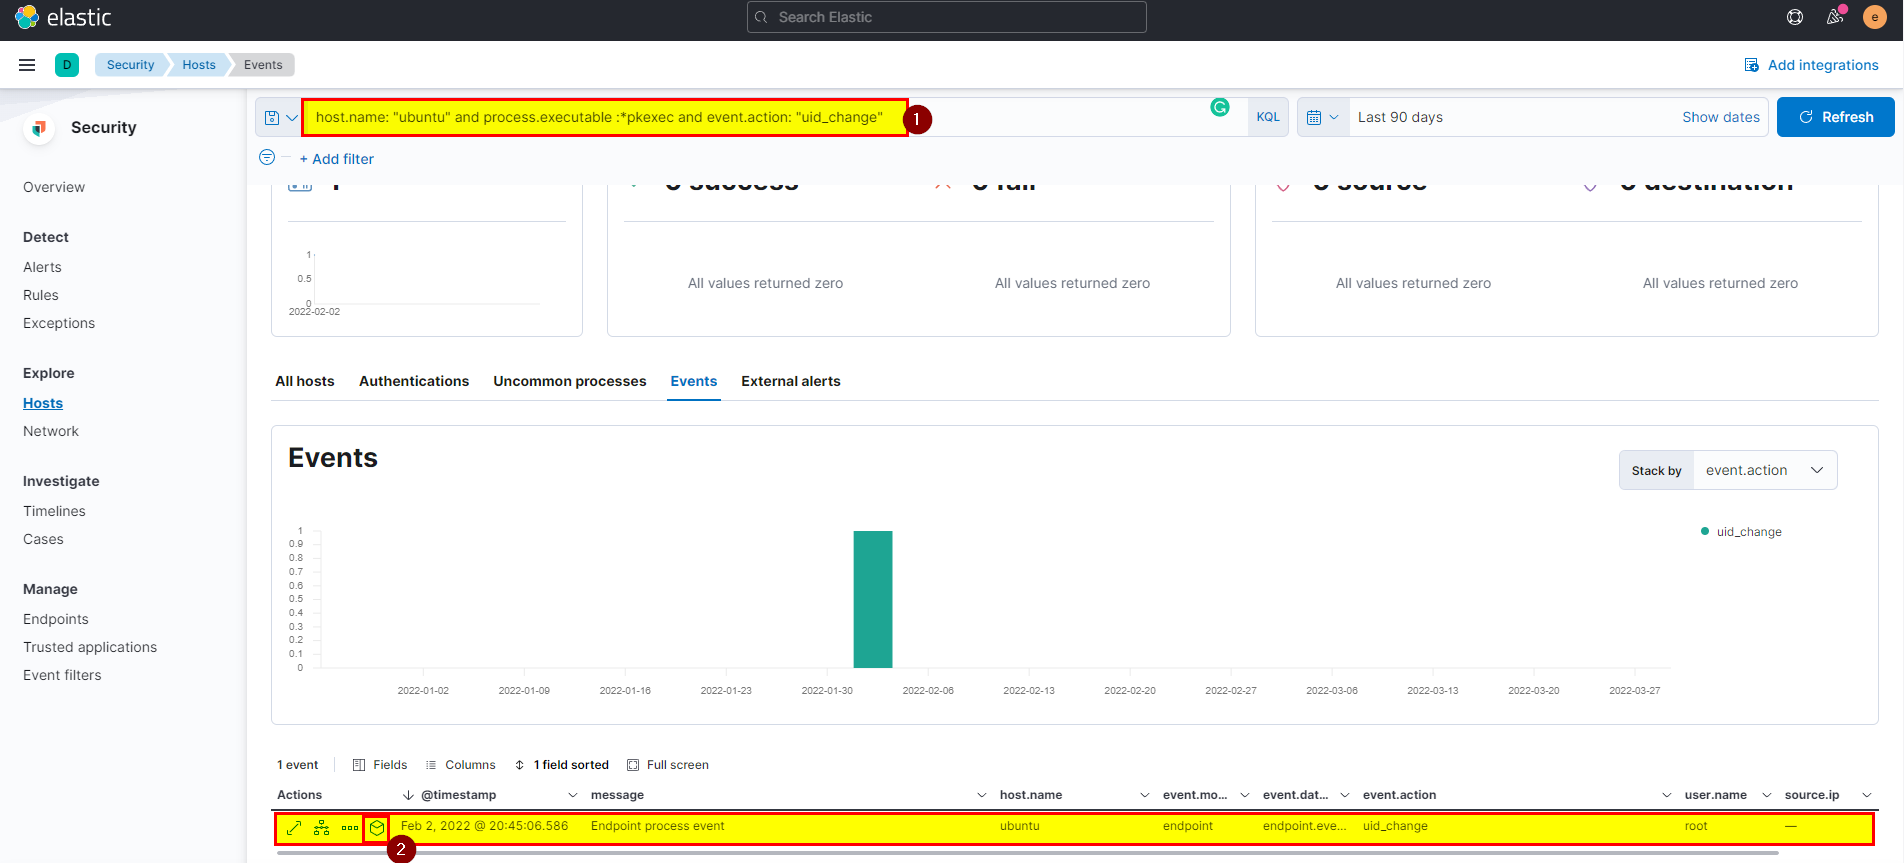 elastic
Search Elastic
e
D
Security
Hosts
Events
Add integrations
Security
host.name: "ubuntu" and process.executable :*pkexec and event.action: "uid_change"
1
KQL
Last 90 days
Show dates
Refresh
+ Add filter
Overview
Detect
Alerts
Rules
Exceptions
Explore
Hosts
Network
Investigate
Timelines
Cases
Manage
Endpoints
Trusted applications
Event filters
1
0 success
0 fail
0 source
0 destination
1
0.5
0
2022-02-02
All values returned zero
All values returned zero
All values returned zero
All values returned zero
All hosts
Authentications
Uncommon processes
Events
External alerts
Events
Stack by
event.action
1
0.9
0.8
0.7
0.6
0.5
0.4
0.3
0.2
0.1
0
2022-01-02
2022-01-09
2022-01-16
2022-01-23
2022-01-30
2022-02-06
2022-02-13
2022-02-20
2022-02-27
2022-03-06
2022-03-13
2022-03-20
2022-03-27
uid_change
1 event
Fields
Columns
1 field sorted
Full screen
Actions
@timestamp
message
host.name
event.mo...
event.dat...
event.action
user.name
source.ip
Feb 2, 2022 @ 20:45:06.586
Endpoint process event
ubuntu
endpoint
endpoint.eve...
uid_change
root
—
2